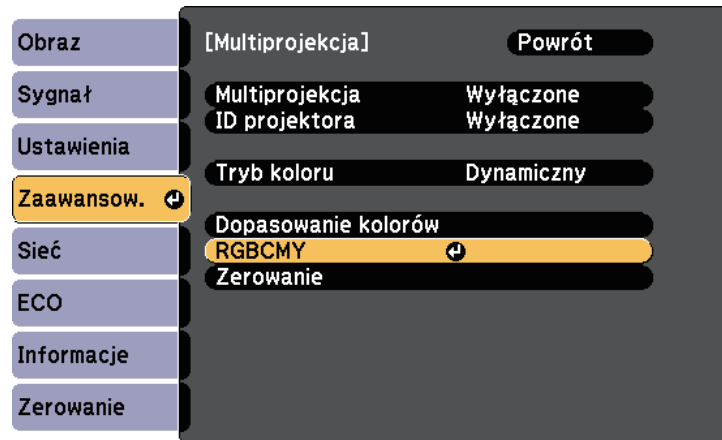 Obraz
Sygnał
Ustawienia
Zaawansow.
Sieć
ECO
Informacje
Zerowanie
[Multiprojekcja] Powrót
Multiprojekcja Wyłączone
ID projektora Wyłączone
Tryb koloru Dynamiczny
Dopasowanie kolorów
RGBCMY
Zerowanie